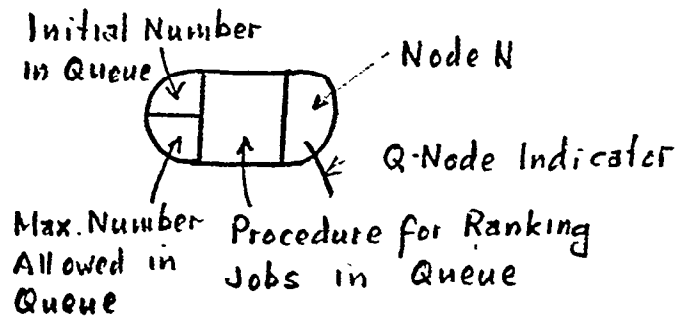 Initial Number
in Queue
Node N
Q-Node Indicator
Max. Number
Allowed in
Queue
Procedure for Ranking
Jobs in Queue